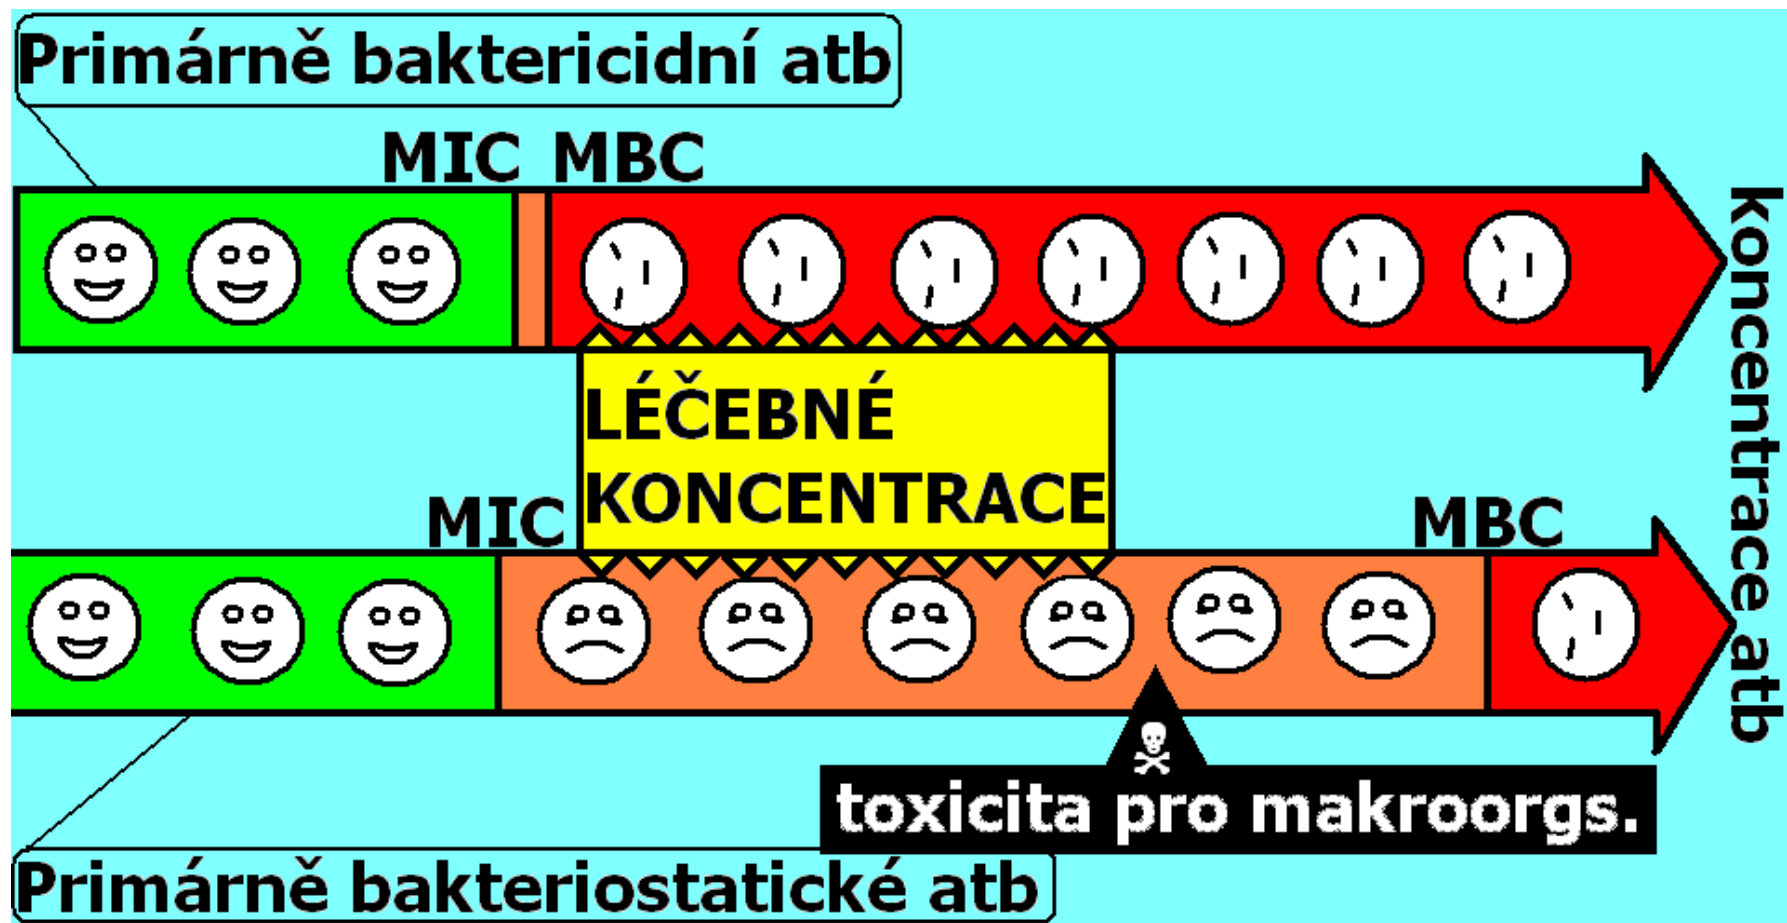 Primárně baktericidní atb
MIC MBC
LÉČEBNÉ
KONCENTRACE
MIC
MBC
koncentrace atb
toxicita pro makroorgs.
Primárně bakteriostatické atb